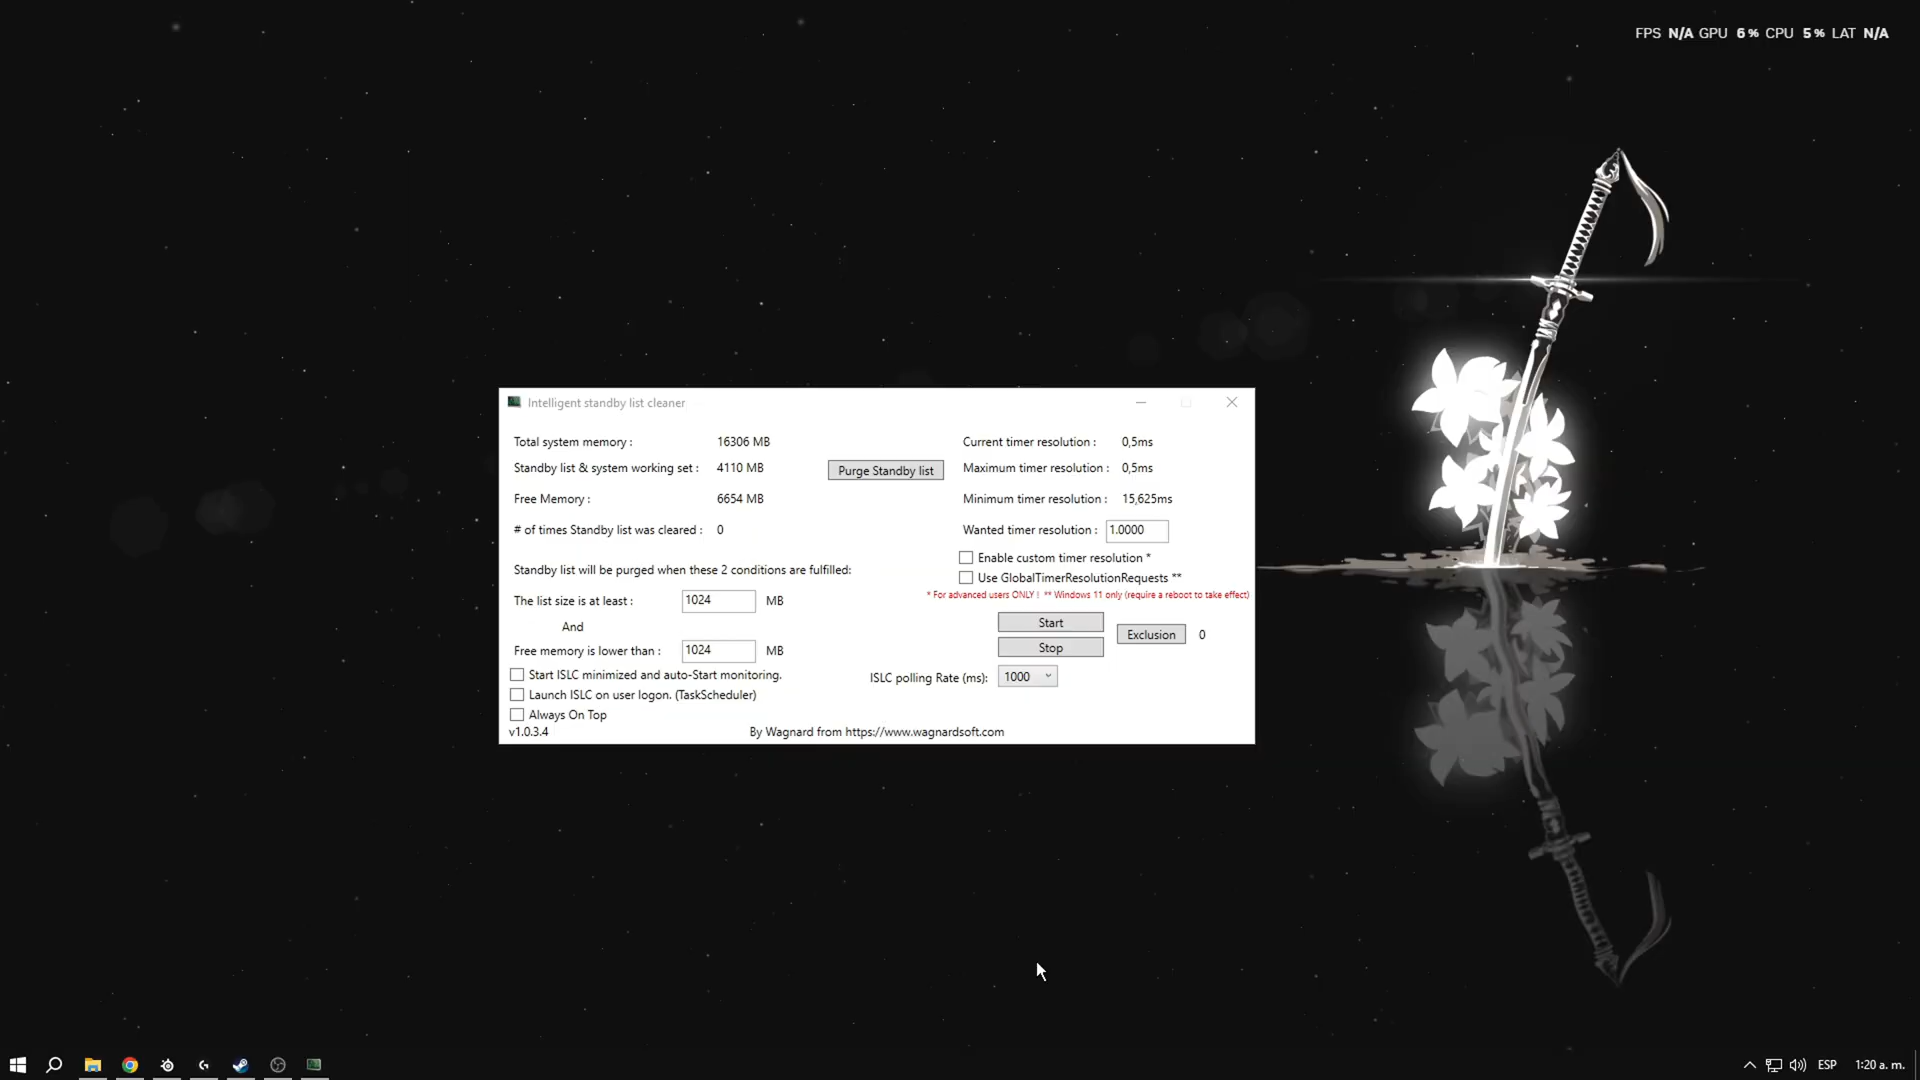 FPS N/A GPU 6% CPU 5% LAT N/A
Intelligent standby list cleaner
Total system memory : 16306 MB
Standby list & system working set : 4110 MB
Purge Standby list
Free Memory : 6654 MB
# of times Standby list was cleared : 0
Standby list will be purged when these 2 conditions are fulfilled:
The list size is at least : 1024 MB
And
Free memory is lower than : 1024 MB
Start ISLC minimized and auto-Start monitoring.
Launch ISLC on user logon. (TaskScheduler)
Always On Top
v1.0.3.4
Current timer resolution : 0,5ms
Maximum timer resolution : 0,5ms
Minimum timer resolution : 15,625ms
Wanted timer resolution : 1.0000
Enable custom timer resolution *
Use GlobalTimerResolutionRequests **
* For advanced users ONLY ! ** Windows 11 only (require a reboot to take effect)
Start
Stop
Exclusion 0
ISLC polling Rate (ms): 1000
By Wagnard from https://www.wagnardsoft.com
ESP 1:20 a. m.